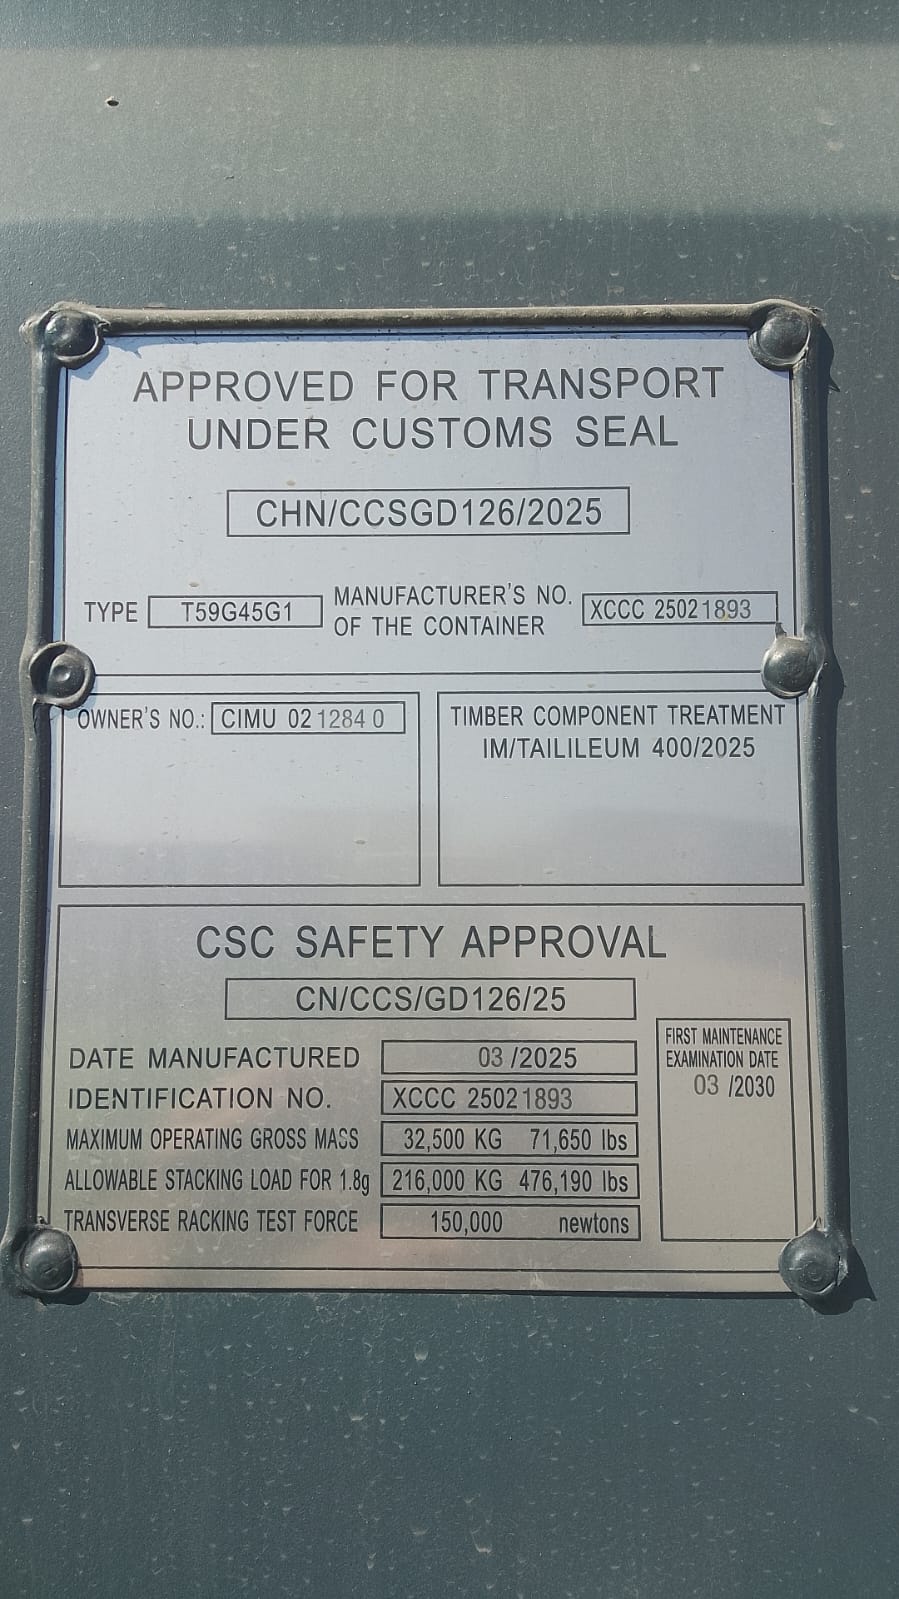 APPROVED FOR TRANSPORT
UNDER CUSTOMS SEAL
CHN/CCSGD126/2025
TYPE T59G45G1 MANUFACTURER'S NO. OF THE CONTAINER XCCC 25021893
OWNER'S NO.: CIMU 021284 0
TIMBER COMPONENT TREATMENT
IM/TAILILEUM 400/2025
CSC SAFETY APPROVAL
CN/CCS/GD126/25
DATE MANUFACTURED 03 /2025
IDENTIFICATION NO. XCCC 25021893
MAXIMUM OPERATING GROSS MASS 32,500 KG 71,650 lbs
ALLOWABLE STACKING LOAD FOR 1.8g 216,000 KG 476,190 lbs
TRANSVERSE RACKING TEST FORCE 150,000 newtons
FIRST MAINTENANCE
EXAMINATION DATE
03 /2030